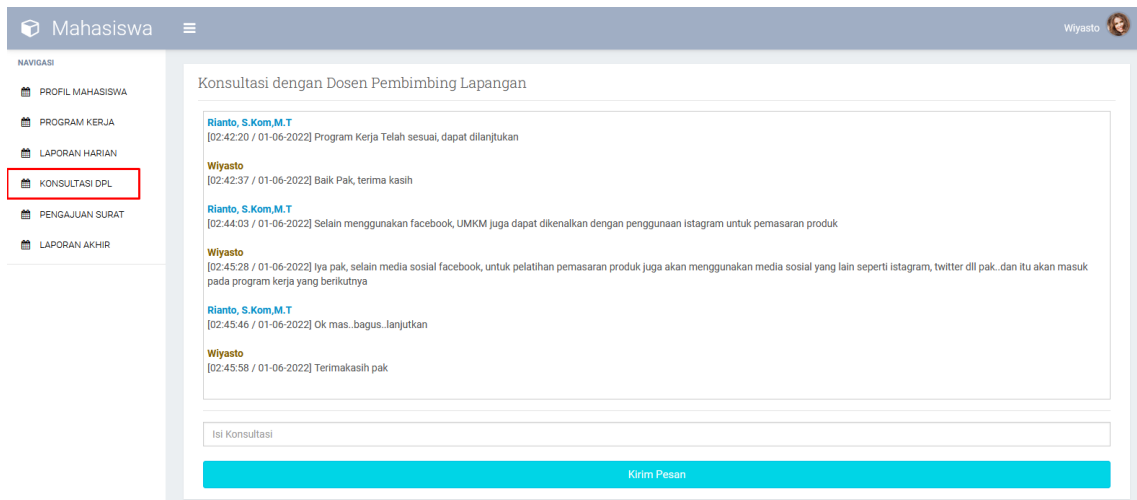 Mahasiswa
Wiyasto
NAVIGASI
PROFIL MAHASISWA
PROGRAM KERJA
LAPORAN HARIAN
KONSULTASI DPL
PENGAJUAN SURAT
LAPORAN AKHIR
Konsultasi dengan Dosen Pembimbing Lapangan
Rianto, S.Kom,M.T
[02:42:20 / 01-06-2022] Program Kerja Telah sesuai, dapat dilanjtukan
Wiyasto
[02:42:37 / 01-06-2022] Baik Pak, terima kasih
Rianto, S.Kom,M.T
[02:44:03 / 01-06-2022] Selain menggunakan facebook, UMKM juga dapat dikenalkan dengan penggunaan istagram untuk pemasaran produk
Wiyasto
[02:45:28 / 01-06-2022] Iya pak, selain media sosial facebook, untuk pelatihan pemasaran produk juga akan menggunakan media sosial yang lain seperti istagram, twitter dll pak..dan itu akan masuk
pada program kerja yang berikutnya
Rianto, S.Kom,M.T
[02:45:46 / 01-06-2022] Ok mas..bagus..lanjutkan
Wiyasto
[02:45:58 / 01-06-2022] Terimakasih pak
Isi Konsultasi
Kirim Pesan